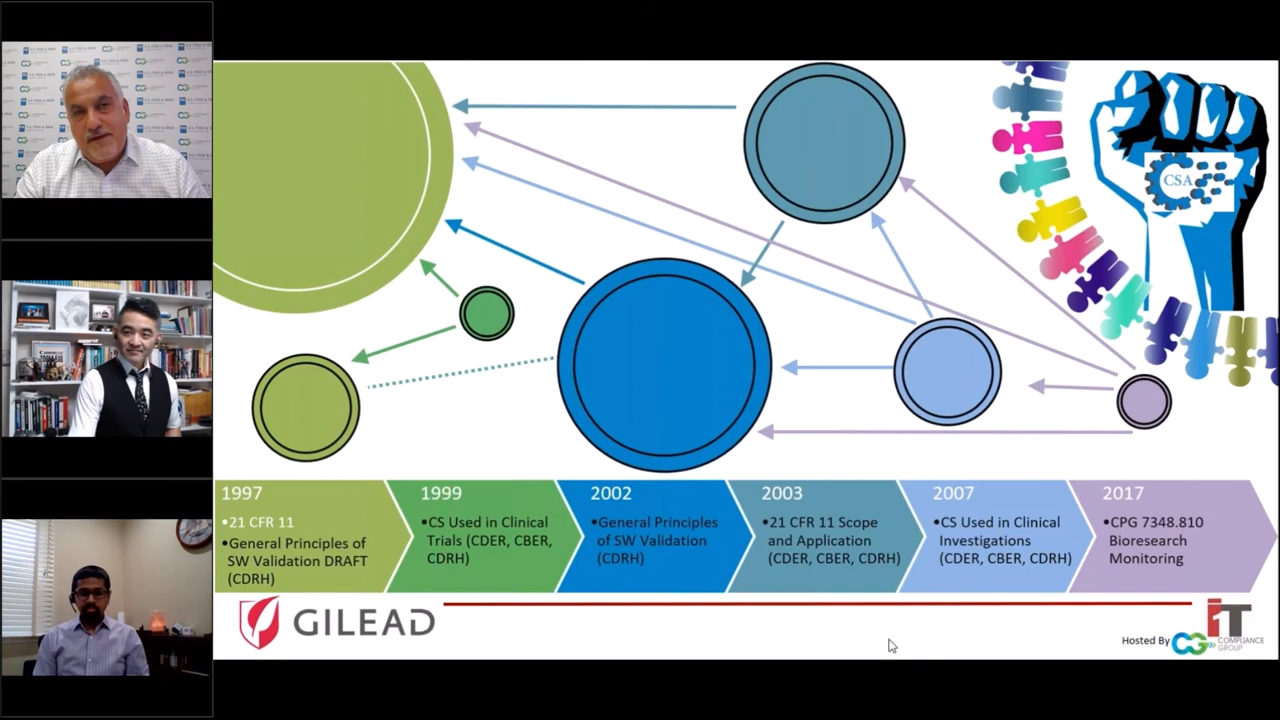 CSA
1997
•21 CFR 11
•General Principles of
SW Validation DRAFT
(CDRH)
1999
•CS Used in Clinical
Trials (CDER, CBER,
CDRH)
2002
•General Principles
of SW Validation
(CDRH)
2003
•21 CFR 11 Scope
and Application
(CDER, CBER, CDRH)
2007
•CS Used in Clinical
Investigations
(CDER, CBER, CDRH)
2017
•CPG 7348.810
Bioresearch
Monitoring
GILEAD
Hosted By
CG
iT
COMPLIANCE
GROUP